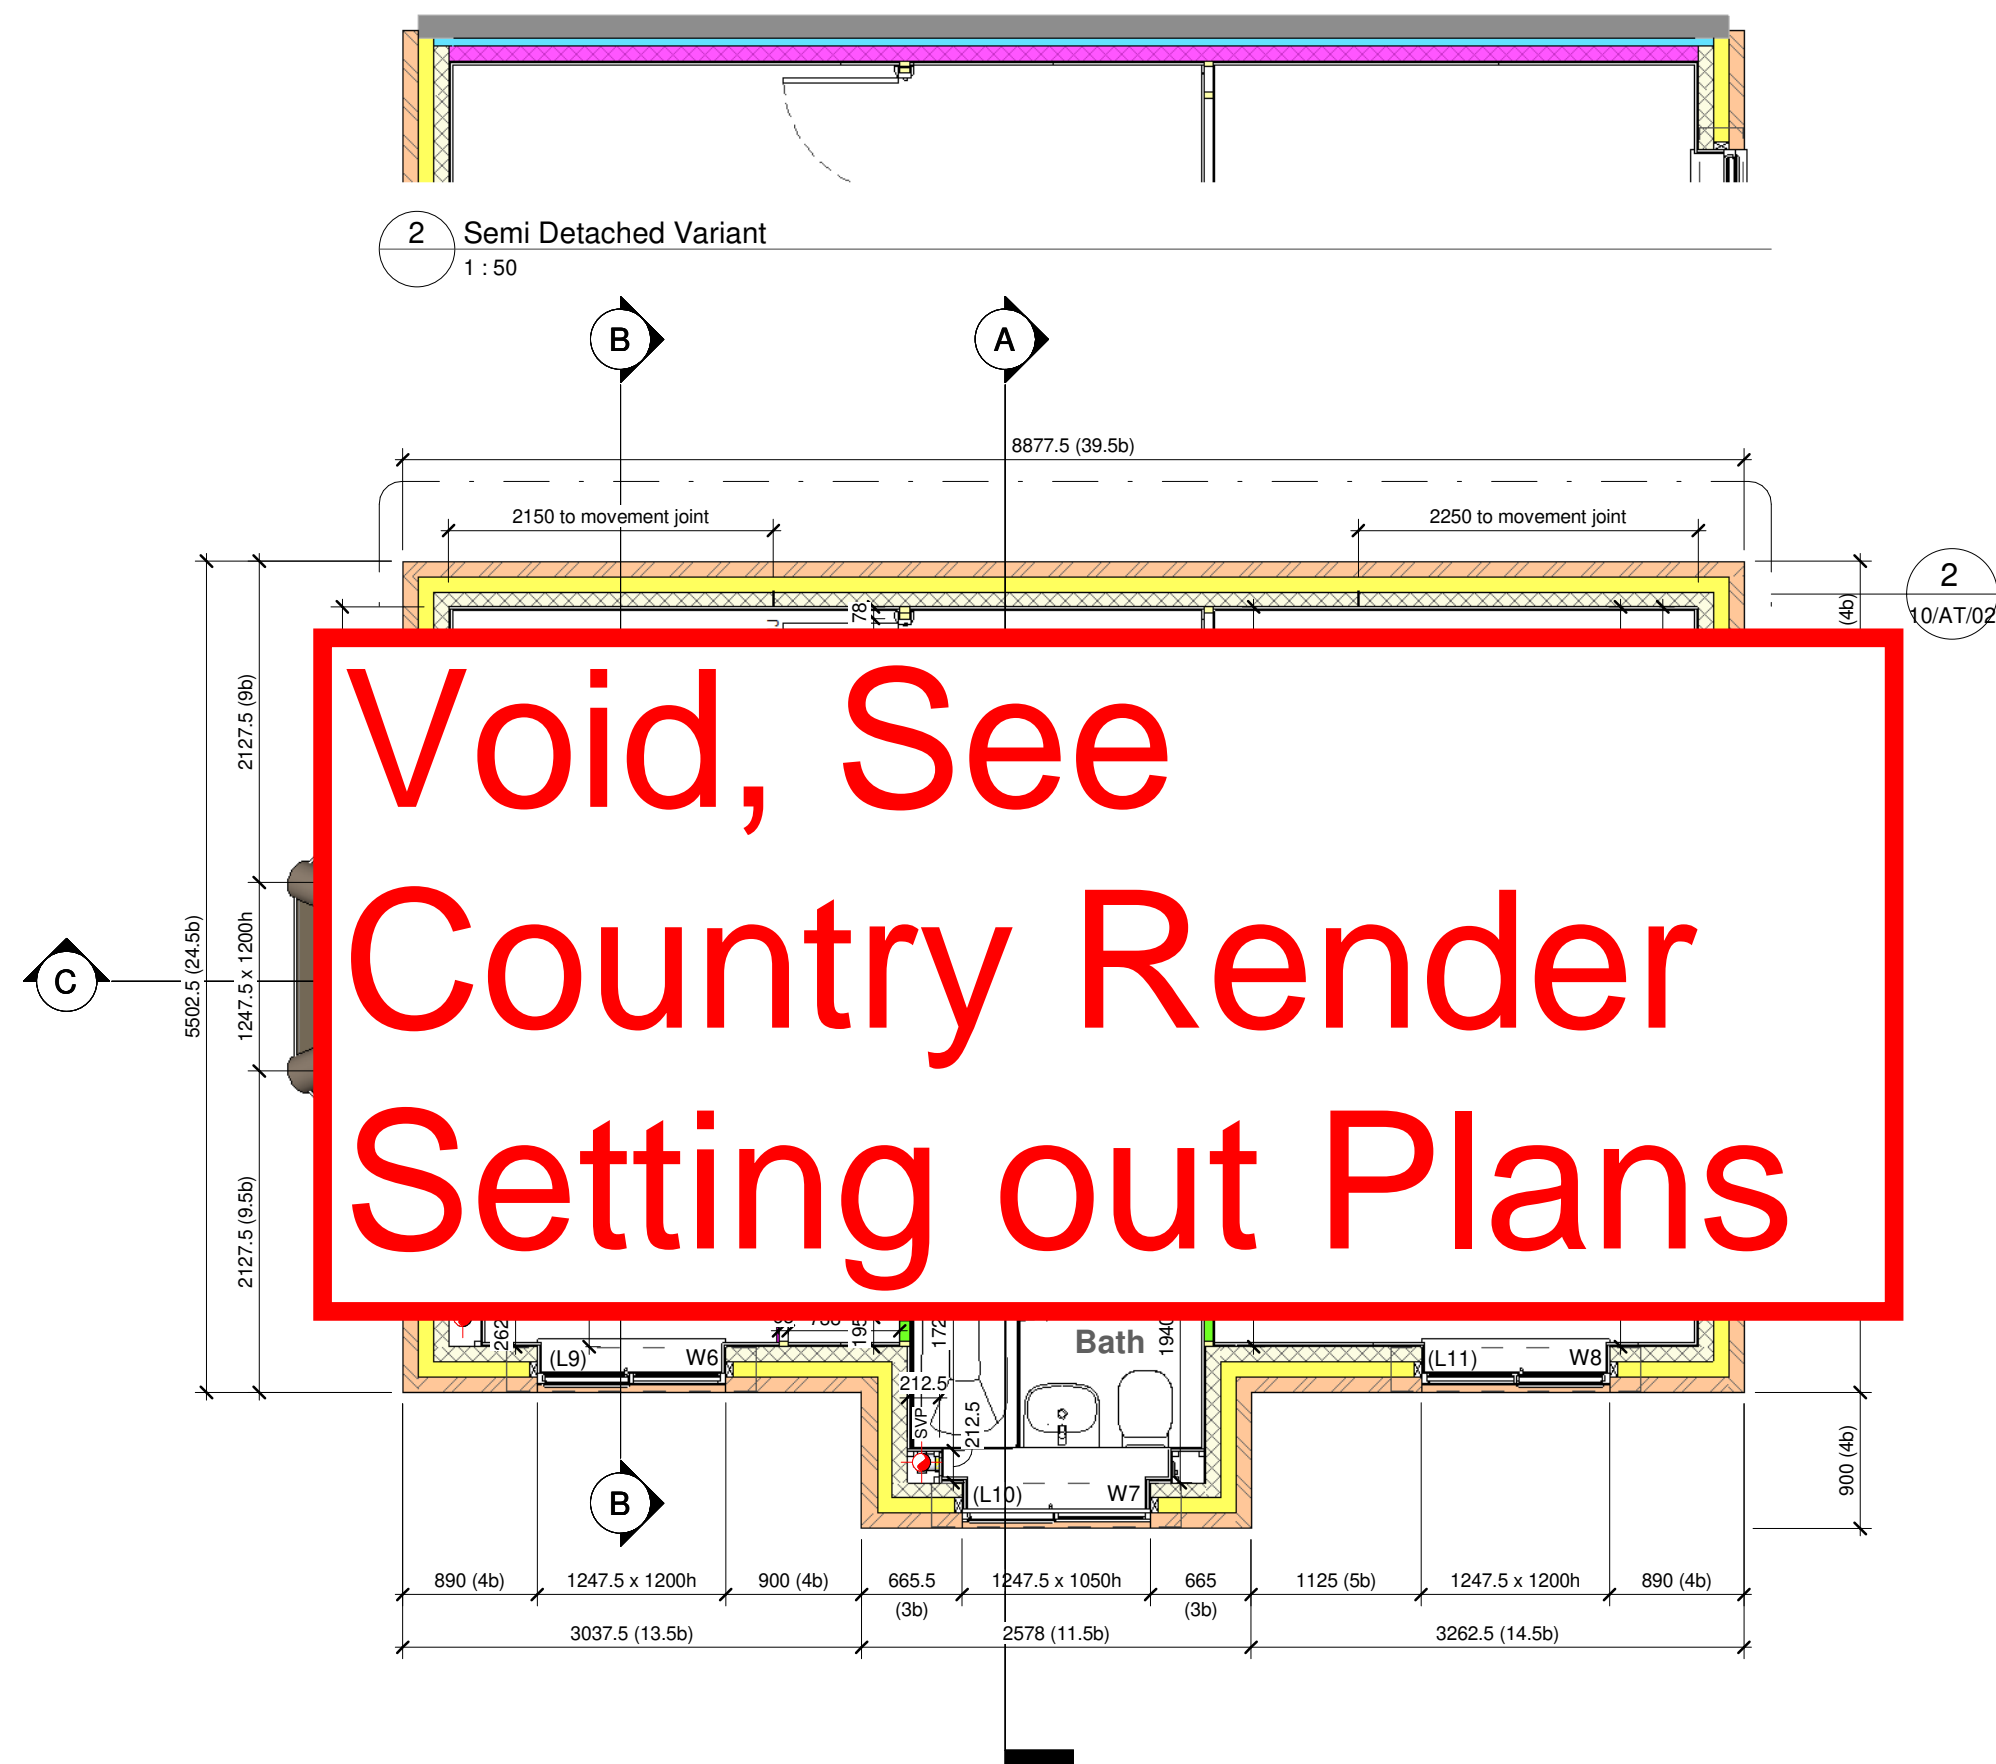 2 Semi Detached Variant
1 : 50
B
A
8877.5 (39.5b)
2150 to movement joint
2250 to movement joint
2
10/AT/02
(4b)
78
2127.5 (9b)
Void, See
Country Render
Setting out Plans
C
5502.5 (24.5b)
1247.5 x 1200h
2127.5 (9.5b)
262
195
172
Bath
1940
(L9)
W6
(L11)
W8
212.5
SVP
212.5
(L10)
W7
900 (4b)
B
890 (4b)
1247.5 x 1200h
900 (4b)
665.5
(3b)
1247.5 x 1050h
665
(3b)
1125 (5b)
1247.5 x 1200h
890 (4b)
3037.5 (13.5b)
2578 (11.5b)
3262.5 (14.5b)